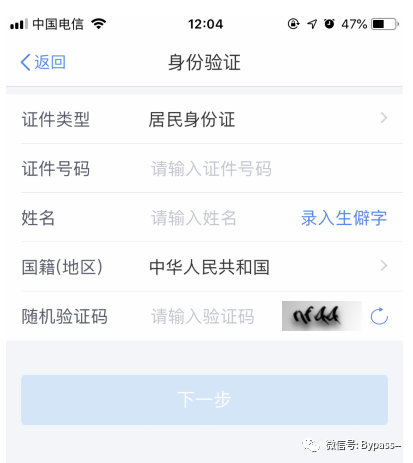 中国电信 12:04 47%
返回 身份验证
证件类型 居民身份证
证件号码 请输入证件号码
姓名 请输入姓名 录入生僻字
国籍(地区) 中华人民共和国
随机验证码 请输入验证码 nf44
下一步
微信号: Bypass--